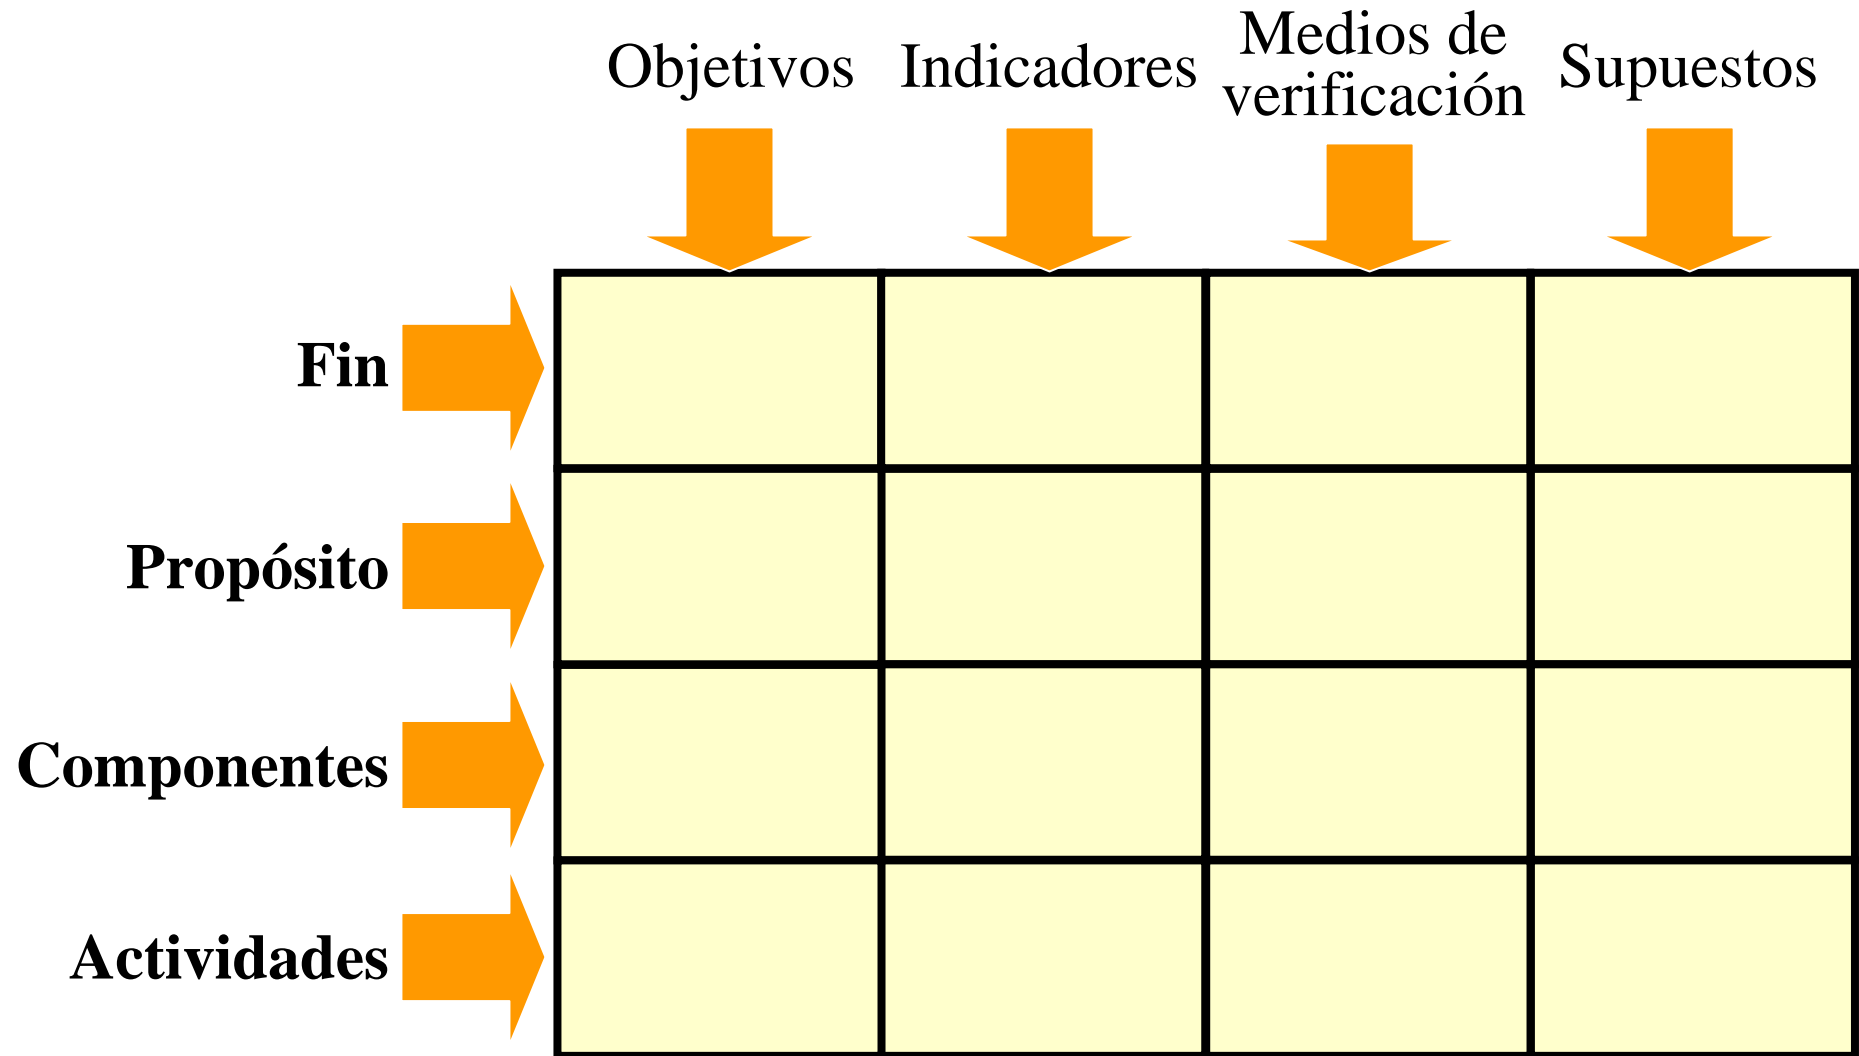 Objetivos
Indicadores
Medios de
verificación
Supuestos
Fin
Propósito
Componentes
Actividades